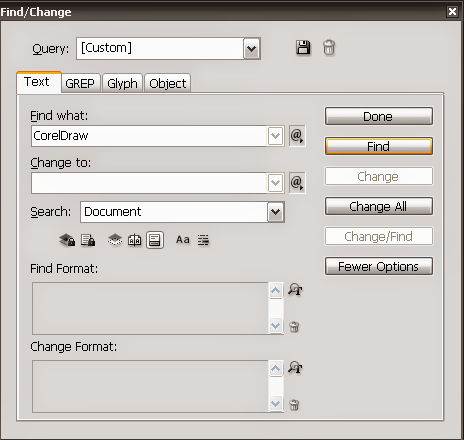 Find/Change
Query: [Custom]
Text GREP Glyph Object
Find what:
CorelDraw
Change to:
Search: Document
Aa
Find Format:
Change Format:
Done
Find
Change
Change All
Change/Find
Fewer Options